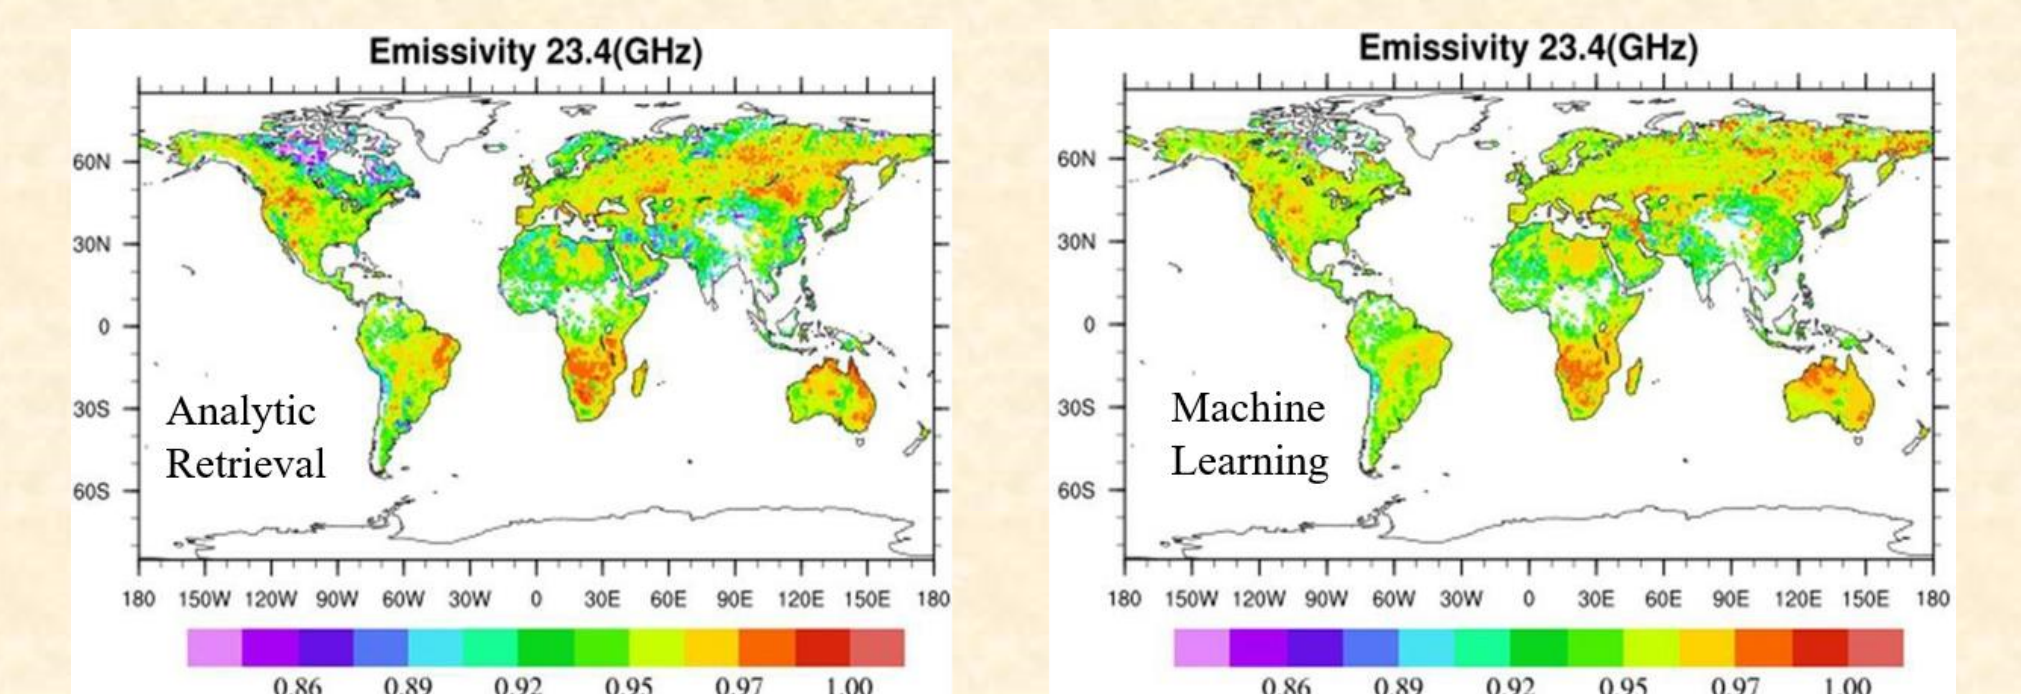 Emissivity 23.4(GHz)
60N
30N
0
30S
60S
Analytic
Retrieval
180 150W 120W 90W 60W 30W 0 30E 60E 90E 120E 150E 180
0.86 0.89 0.92 0.95 0.97 1.00
Emissivity 23.4(GHz)
60N
30N
0
30S
60S
Machine
Learning
180 150W 120W 90W 60W 30W 0 30E 60E 90E 120E 150E 180
0.86 0.89 0.92 0.95 0.97 1.00